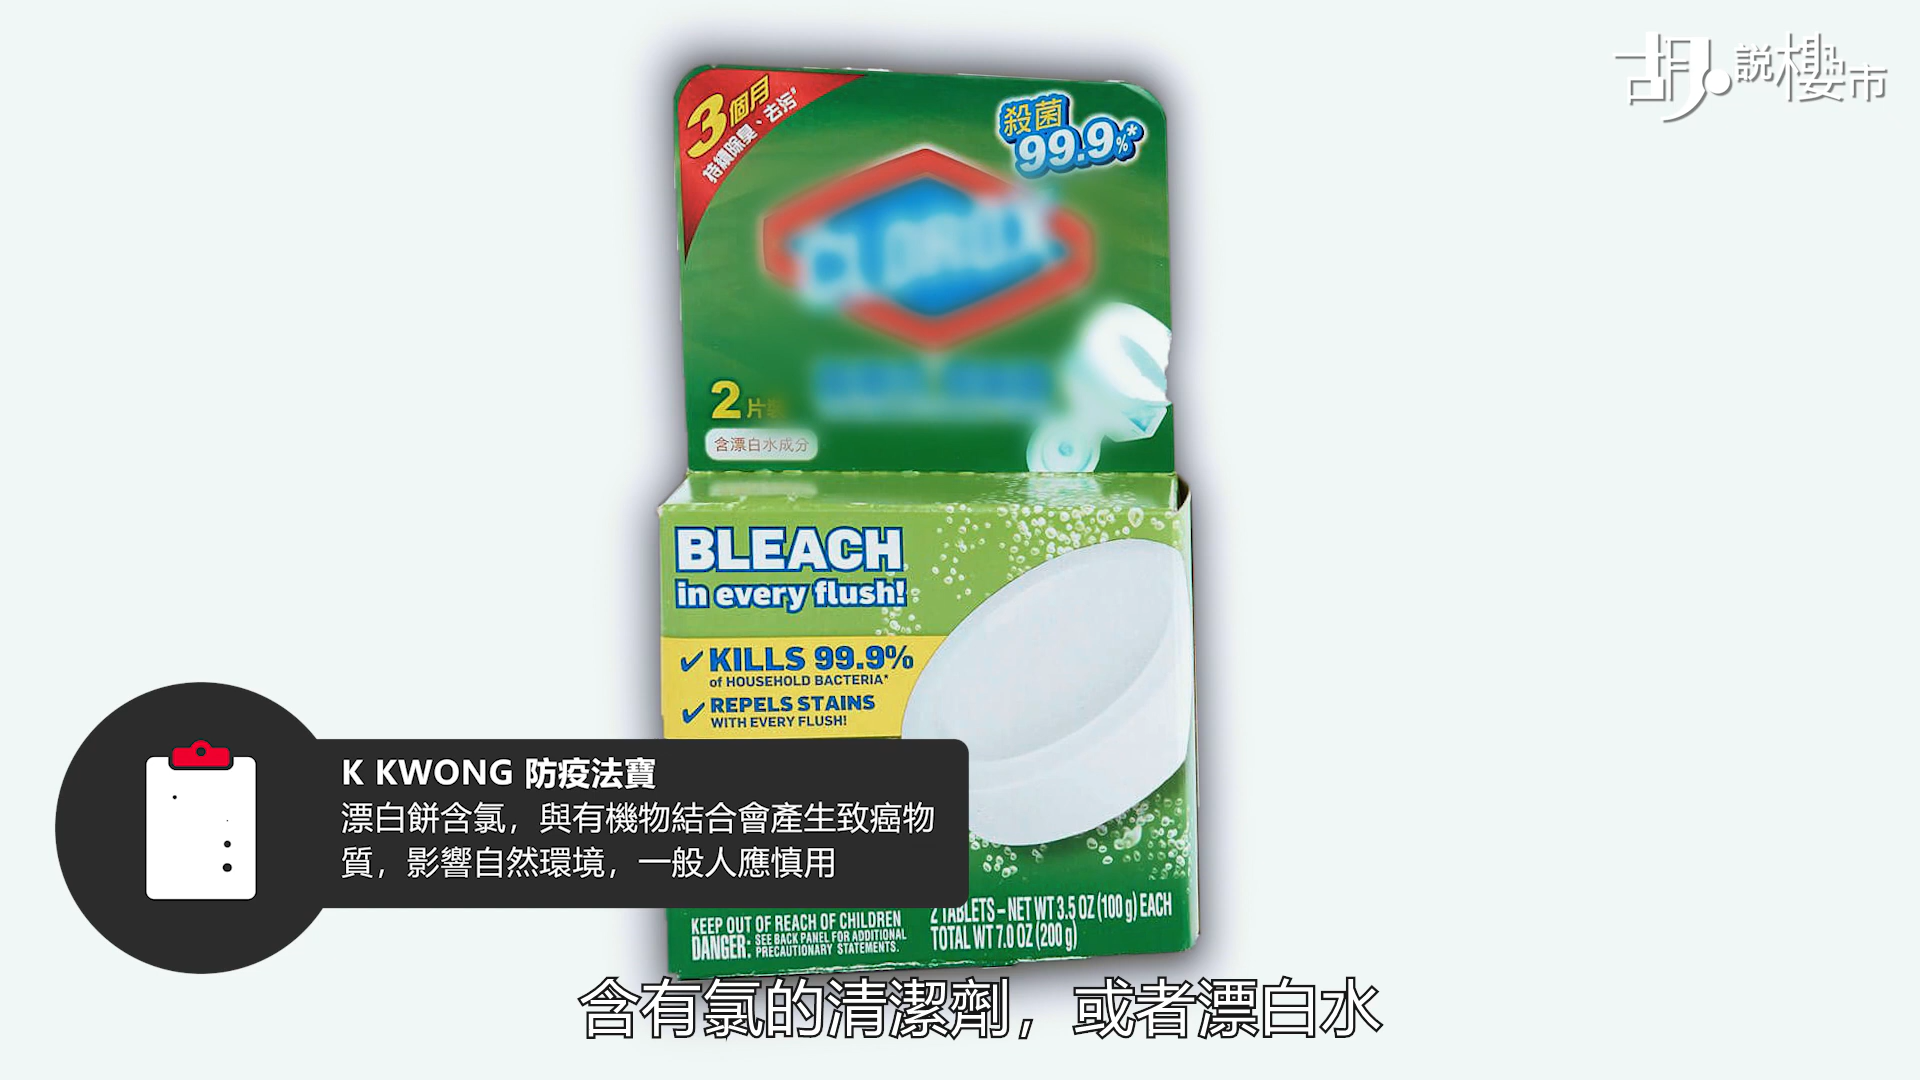 胡．說樓市
3個月
持續除臭、去污*
殺菌
99.9%*
CLOROX
2片裝
含漂白水成分
BLEACH
in every flush!
KILLS 99.9%
of HOUSEHOLD BACTERIA*
REPELS STAINS
WITH EVERY FLUSH!
K KWONG 防疫法寶
漂白餅含氯，與有機物結合會產生致癌物
質，影響自然環境，一般人應慎用
KEEP OUT OF REACH OF CHILDREN
DANGER: SEE BACK PANEL FOR ADDITIONAL
PRECAUTIONARY STATEMENTS.
2 TABLETS – NET WT 3.5 OZ (100 g) EACH
TOTAL WT 7.0 OZ (200 g)
含有氯的清潔劑，或者漂白水